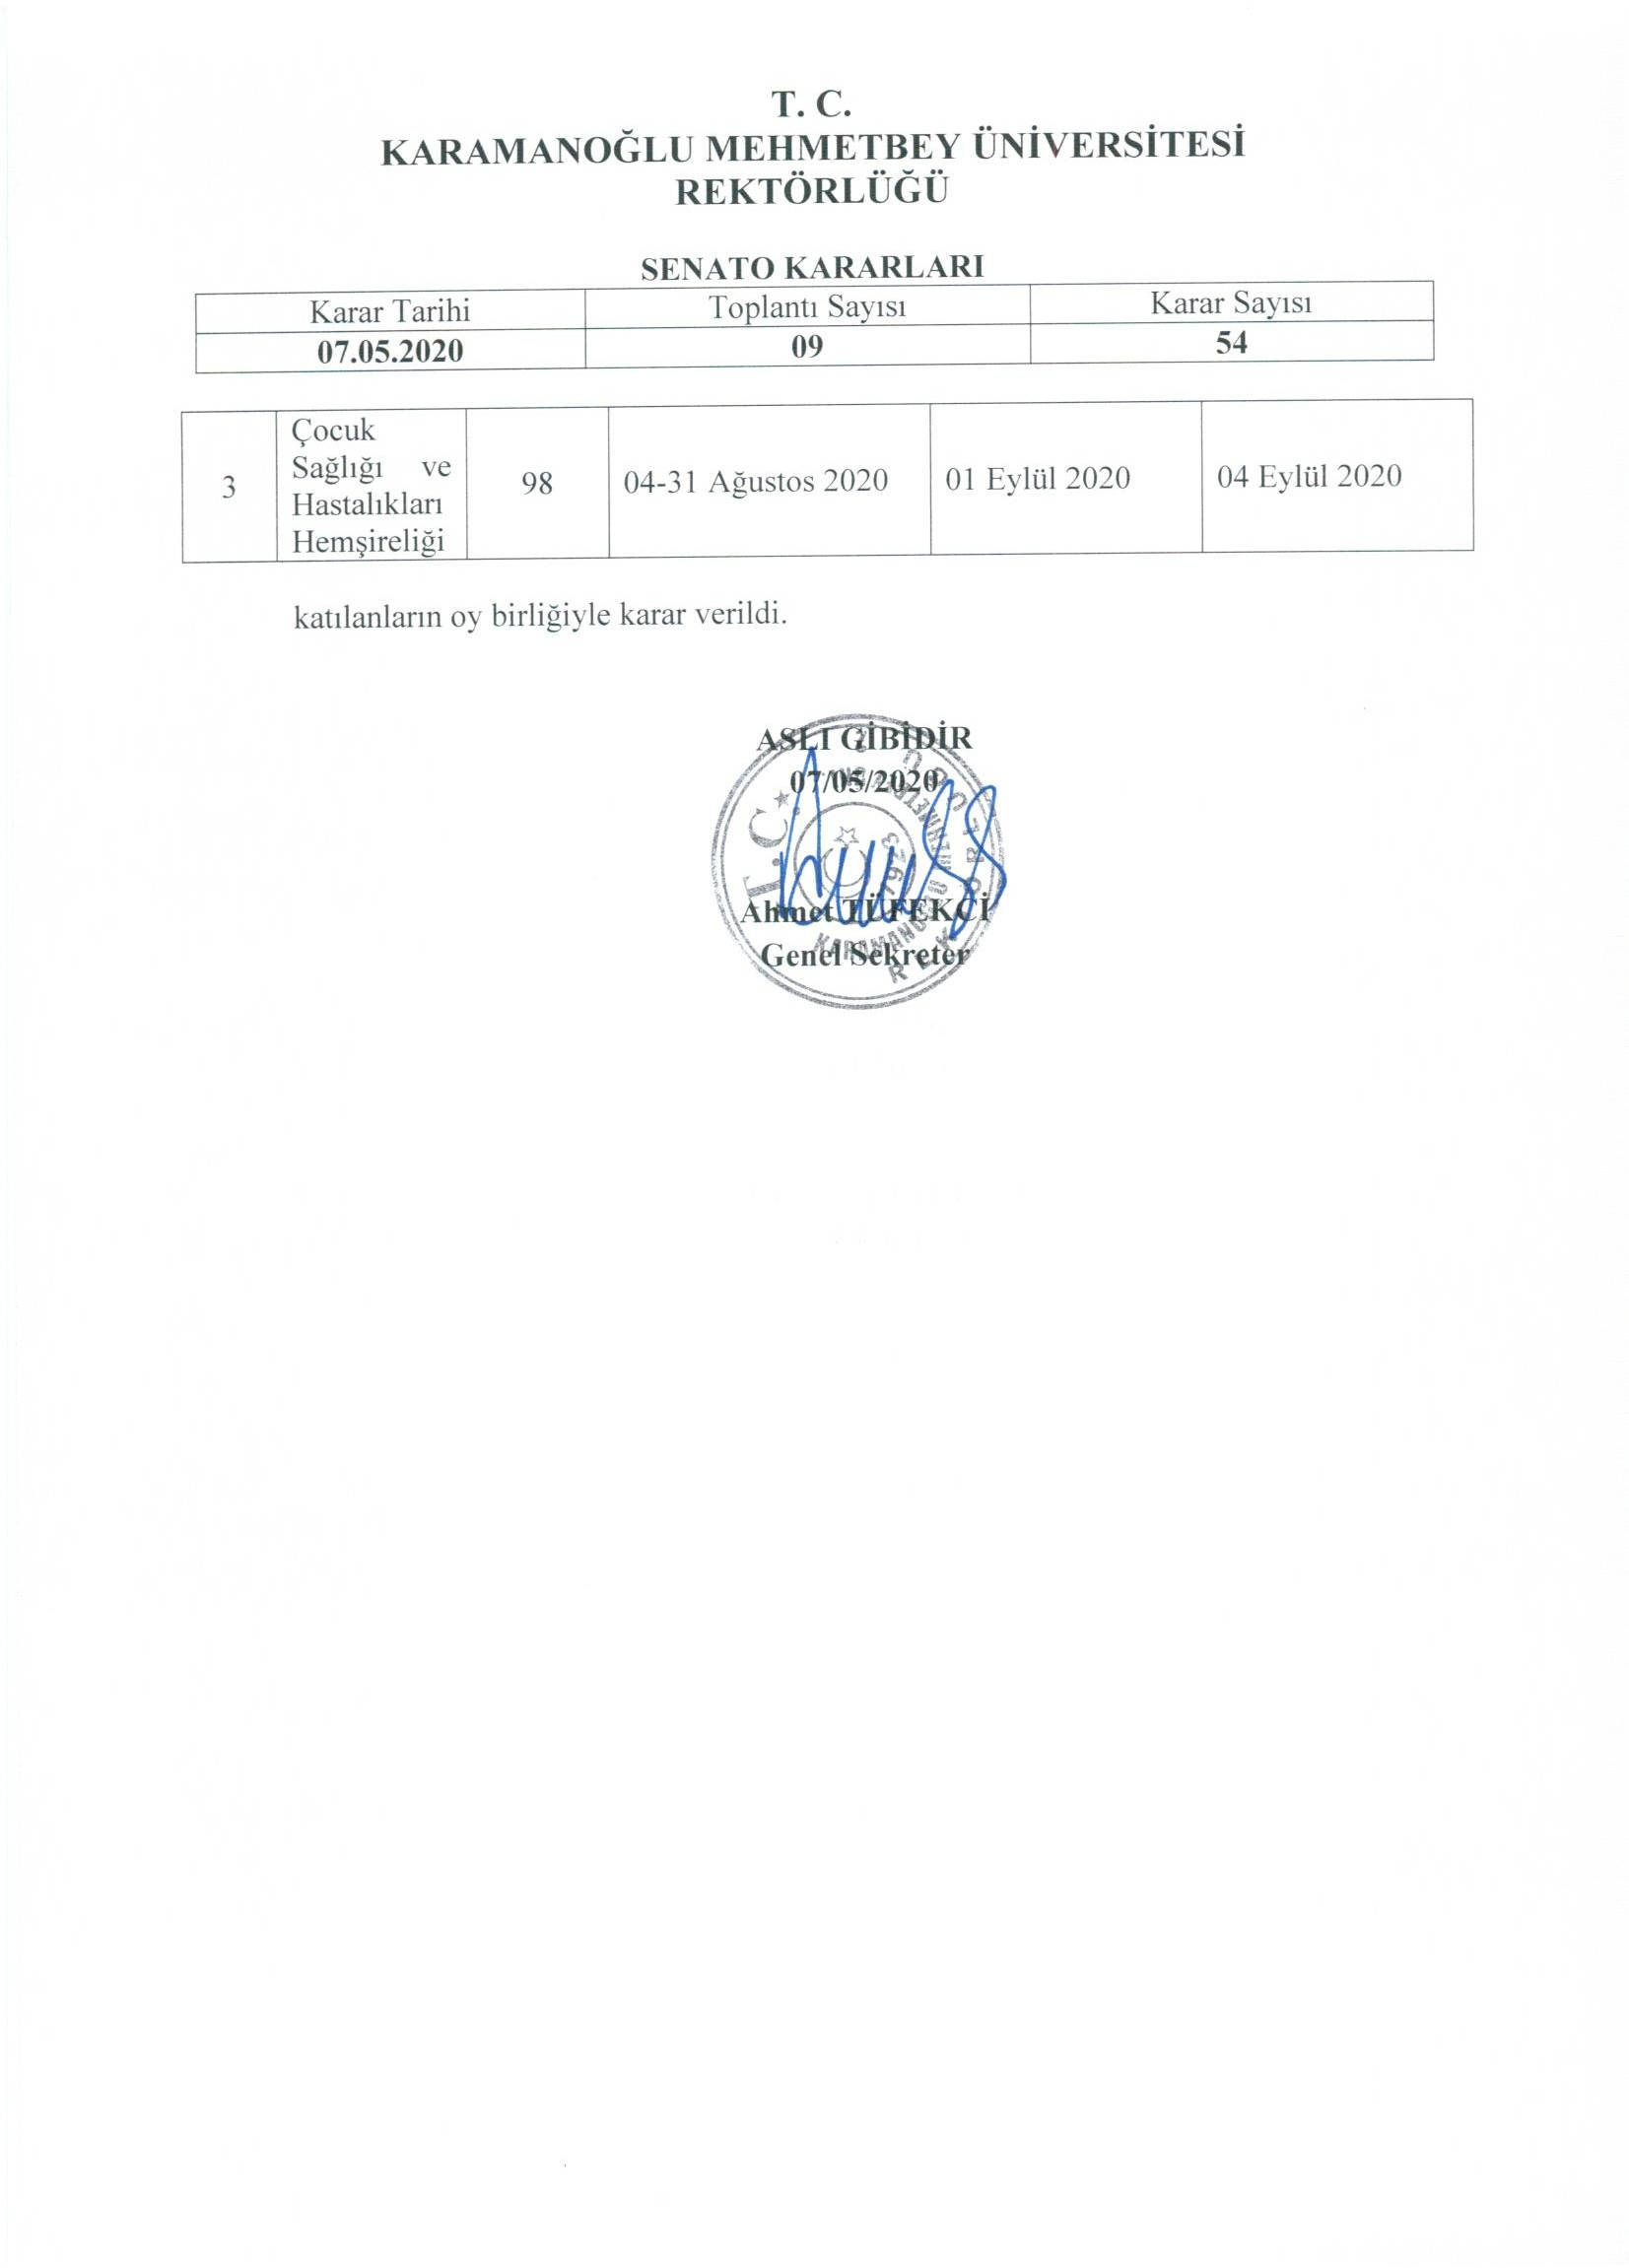 T. C.
KARAMANOĞLU MEHMETBEY ÜNİVERSİTESİ
REKTÖRLÜĞÜ
SENATO KARARLARI
Karar Tarihi Toplantı Sayısı Karar Sayısı
07.05.2020 09 54
Çocuk
Sağlığı ve
3 98 04-31 Ağustos 2020 01 Eylül 2020 04 Eylül 2020
Hastalıkları
Hemşireliği
katılanların oy birliğiyle karar verildi.
ASLI GİBİDİR
07/05/2020
T.C.
Ahmet TÜFEKCİ
Genel Sekreter